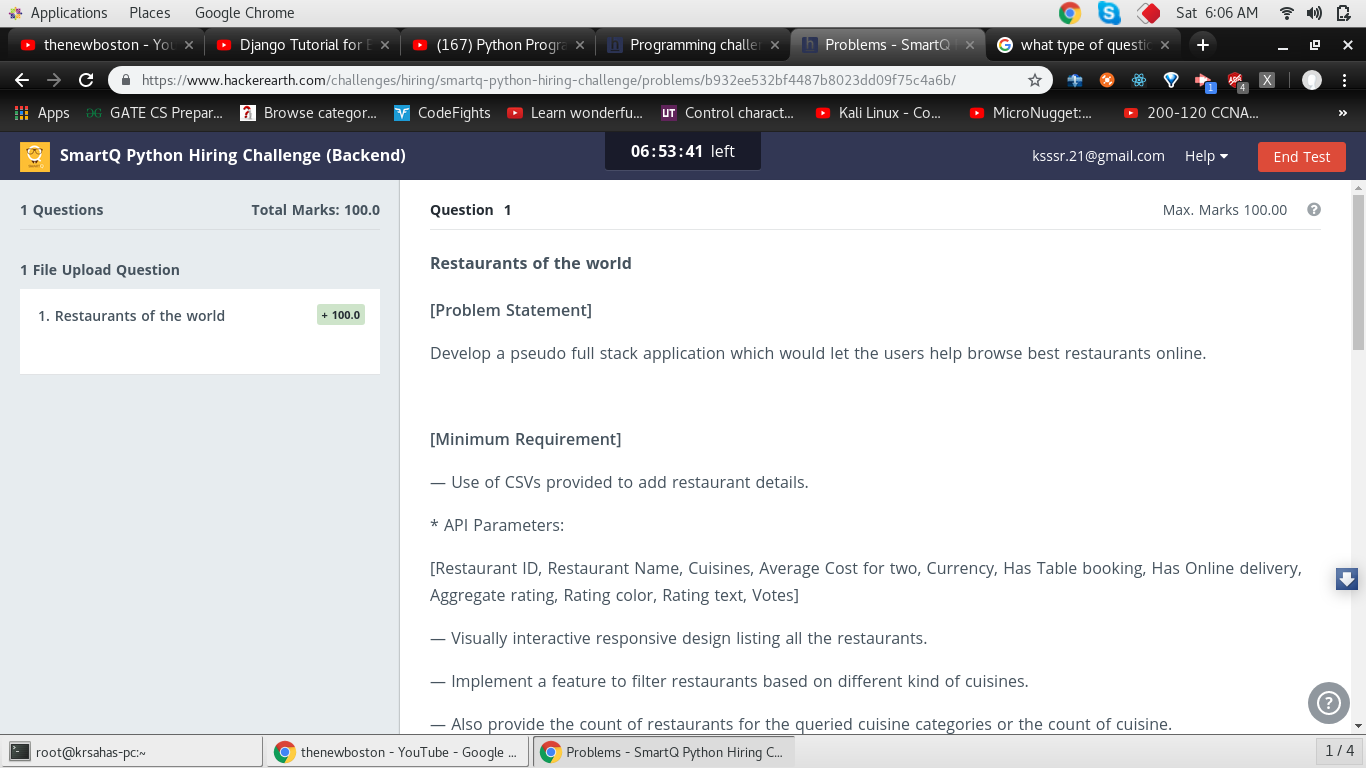 Applications Places Google Chrome Sat 6:06 AM
thenewboston - You Django Tutorial for B (167) Python Progra Programming challe Problems - SmartQ what type of questio
https://www.hackerearth.com/challenges/hiring/smartq-python-hiring-challenge/problems/b932ee532bf4487b8023dd09f75c4a6b/ 1 4 X
Apps GATE CS Prepar... Browse categor... CodeFights Learn wonderfu... UT Control charact... Kali Linux - Co... MicroNugget:... 200-120 CCNA... »
SmartQ Python Hiring Challenge (Backend) 06:53:41 left ksssr.21@gmail.com Help End Test
1 Questions Total Marks: 100.0
Question 1 Max. Marks 100.00 ?
1 File Upload Question
1. Restaurants of the world + 100.0
Restaurants of the world
[Problem Statement]
Develop a pseudo full stack application which would let the users help browse best restaurants online.
[Minimum Requirement]
— Use of CSVs provided to add restaurant details.
* API Parameters:
[Restaurant ID, Restaurant Name, Cuisines, Average Cost for two, Currency, Has Table booking, Has Online delivery,
Aggregate rating, Rating color, Rating text, Votes]
— Visually interactive responsive design listing all the restaurants.
— Implement a feature to filter restaurants based on different kind of cuisines.
— Also provide the count of restaurants for the queried cuisine categories or the count of cuisine.
?
root@krsahas-pc:~ thenewboston - YouTube - Google ... Problems - SmartQ Python Hiring C... 1 / 4